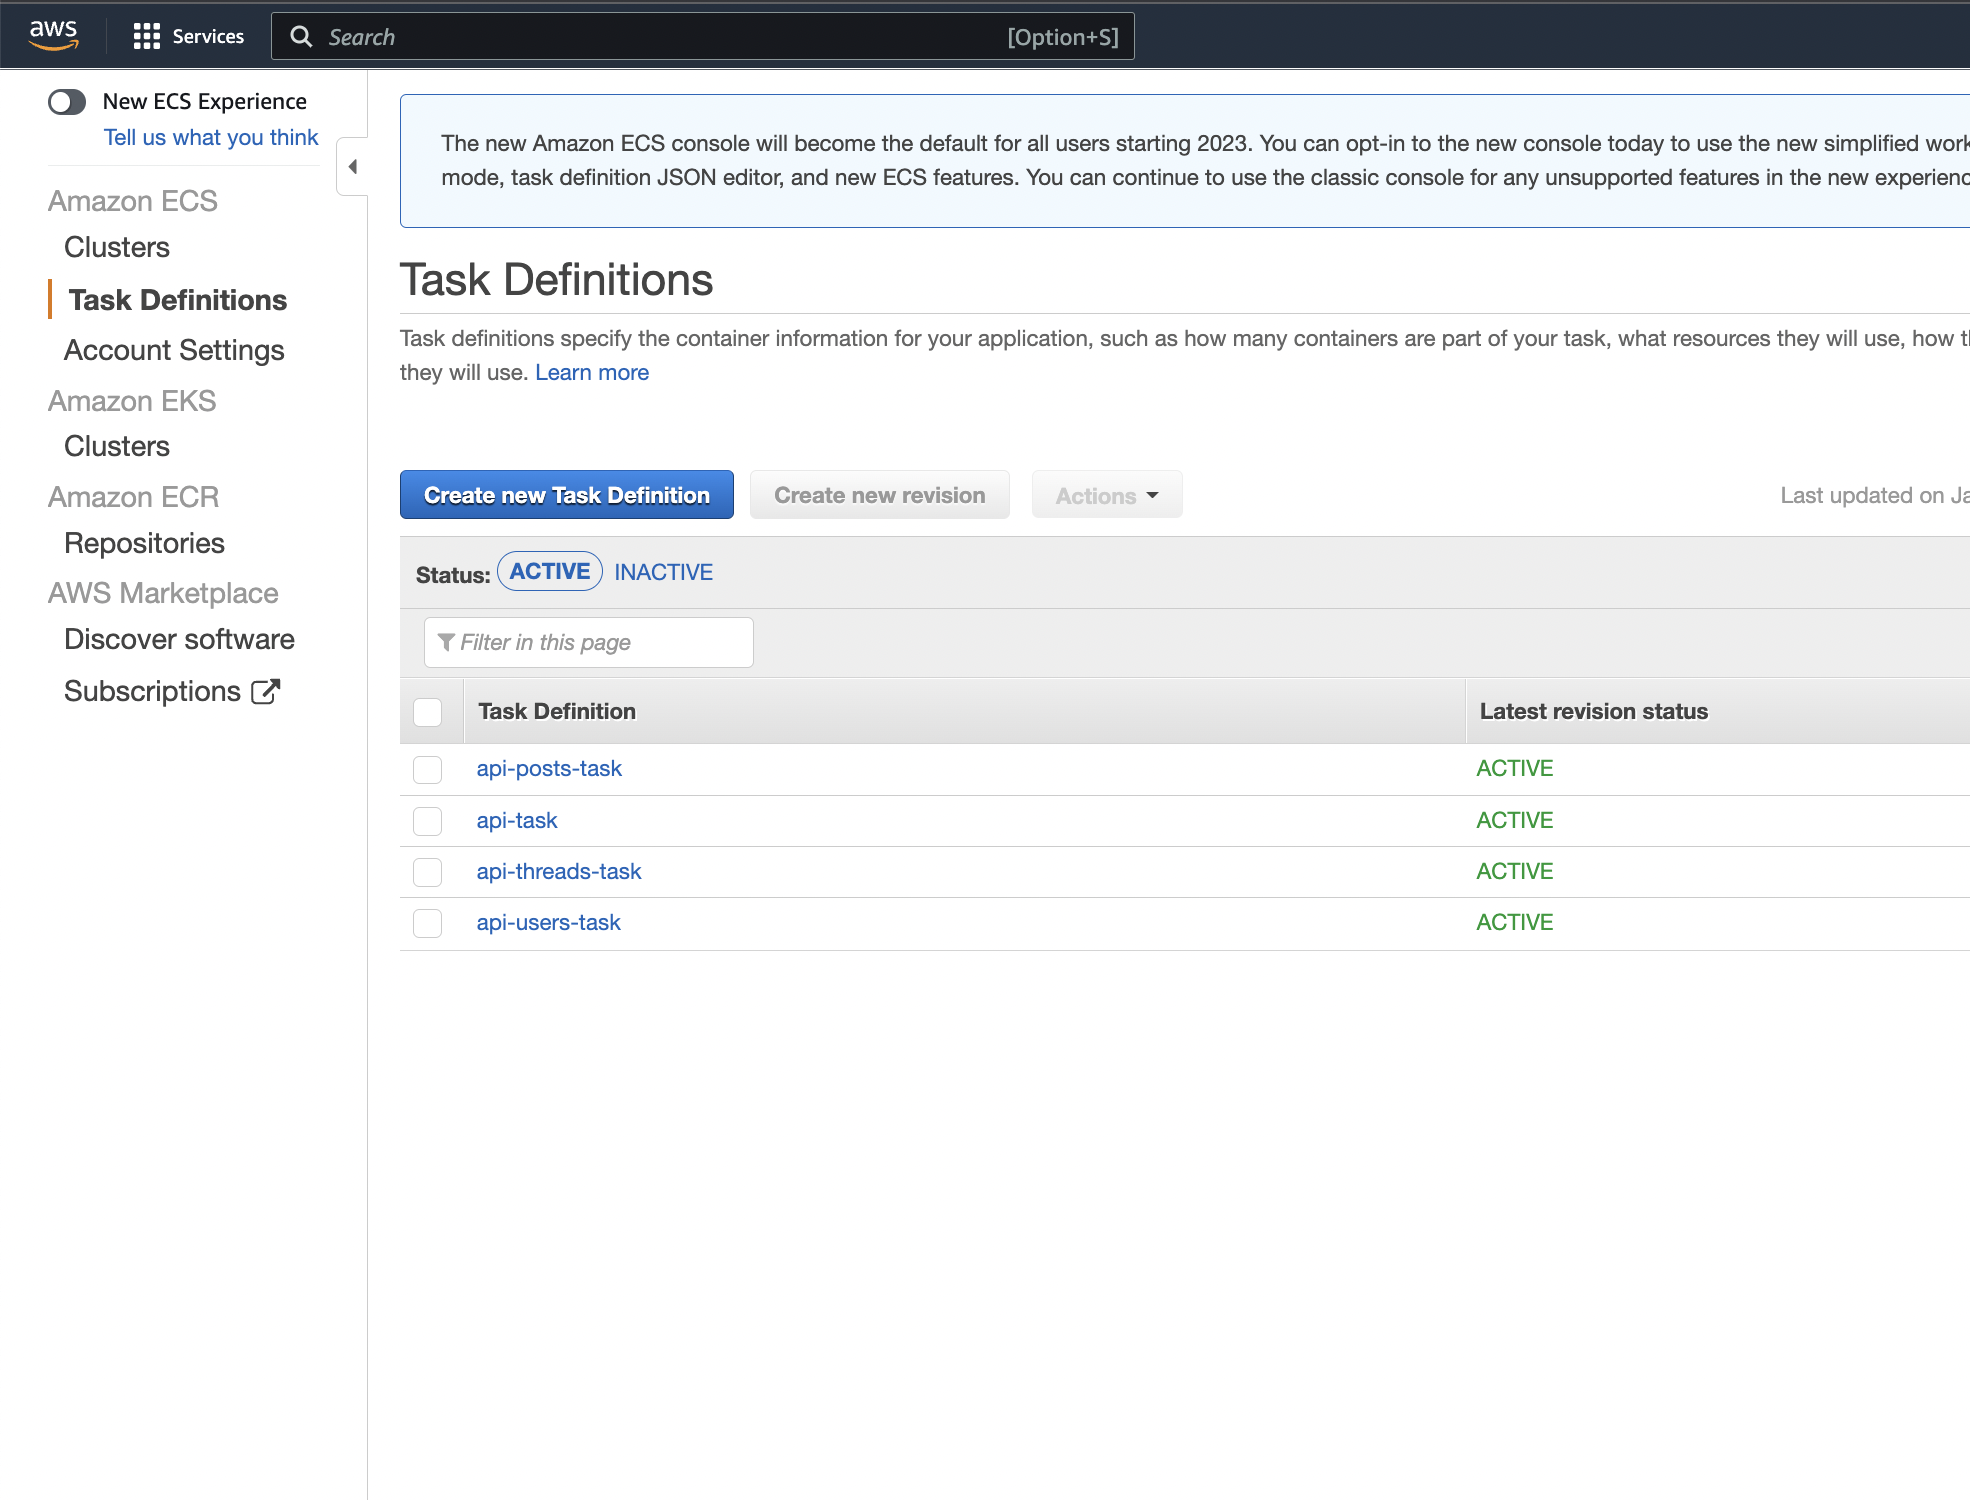 aws
Services
Search [Option+S]
New ECS Experience
Tell us what you think
Amazon ECS
Clusters
Task Definitions
Account Settings
Amazon EKS
Clusters
Amazon ECR
Repositories
AWS Marketplace
Discover software
Subscriptions
The new Amazon ECS console will become the default for all users starting 2023. You can opt-in to the new console today to use the new simplified work
mode, task definition JSON editor, and new ECS features. You can continue to use the classic console for any unsupported features in the new experienc
Task Definitions
Task definitions specify the container information for your application, such as how many containers are part of your task, what resources they will use, how t
they will use. Learn more
Create new Task Definition Create new revision Actions Last updated on Ja
Status: ACTIVE INACTIVE
Filter in this page
Task Definition Latest revision status
api-posts-task ACTIVE
api-task ACTIVE
api-threads-task ACTIVE
api-users-task ACTIVE